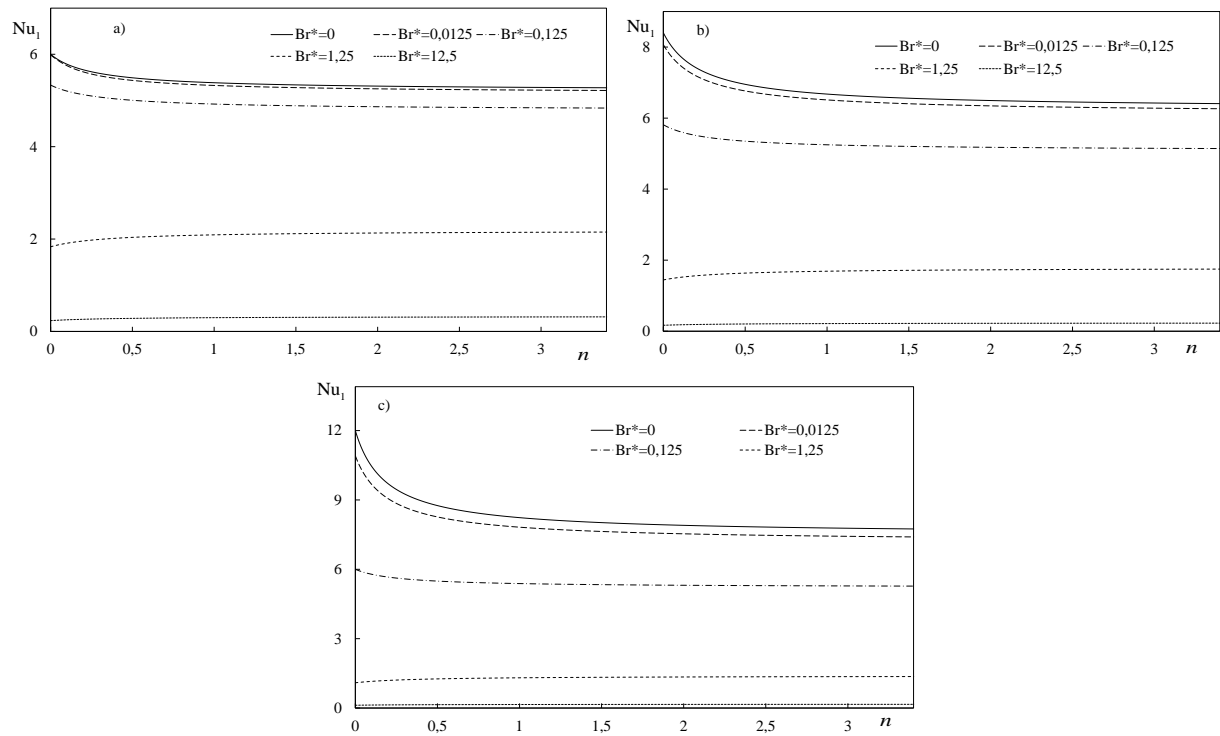 Nu₁
a)
Br*=0 Br*=0,0125 Br*=0,125
Br*=1,25 Br*=12,5
6
4
2
0
0 0,5 1 1,5 2 2,5 3
n
Nu₁
b)
Br*=0 Br*=0,0125 Br*=0,125
Br*=1,25 Br*=12,5
8
6
4
2
0
0 0,5 1 1,5 2 2,5 3
n
Nu₁
c)
Br*=0 Br*=0,0125
Br*=0,125 Br*=1,25
12
9
6
3
0
0 0,5 1 1,5 2 2,5 3
n